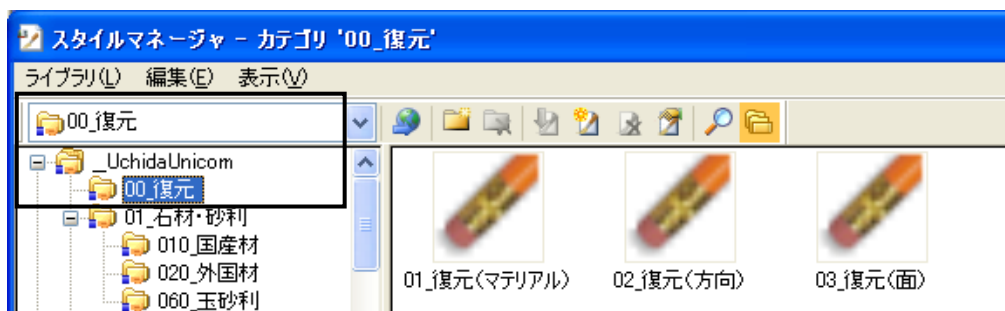 スタイルマネージャ - カテゴリ '00_復元'
ライブラリ(L) 編集(E) 表示(V)
00_復元
_UchidaUnicom
00_復元
01_石材・砂利
010_国産材
020_外国材
060_玉砂利
01_復元(マテリアル) 02_復元(方向) 03_復元(面)